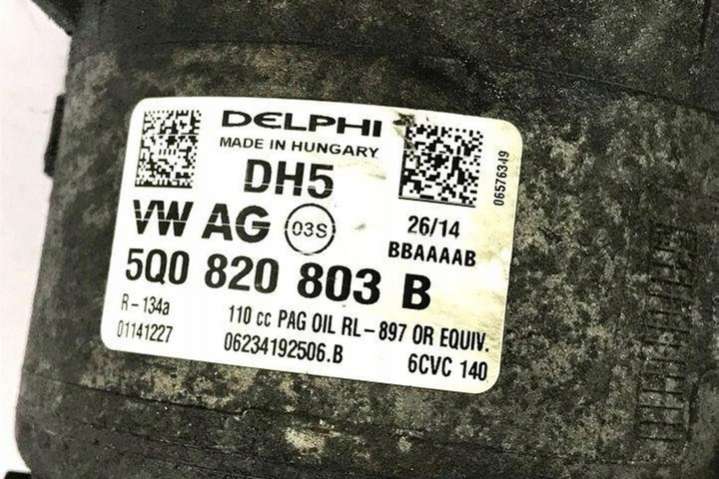 DELPHI
MADE IN HUNGARY
DH5
06576349
VW AG 03S
26/14
BBAAAAB
5Q0 820 803 B
R-134a
110 cc PAG OIL RL-897 OR EQUIV.
01141227
06234192506.B
6CVC 140